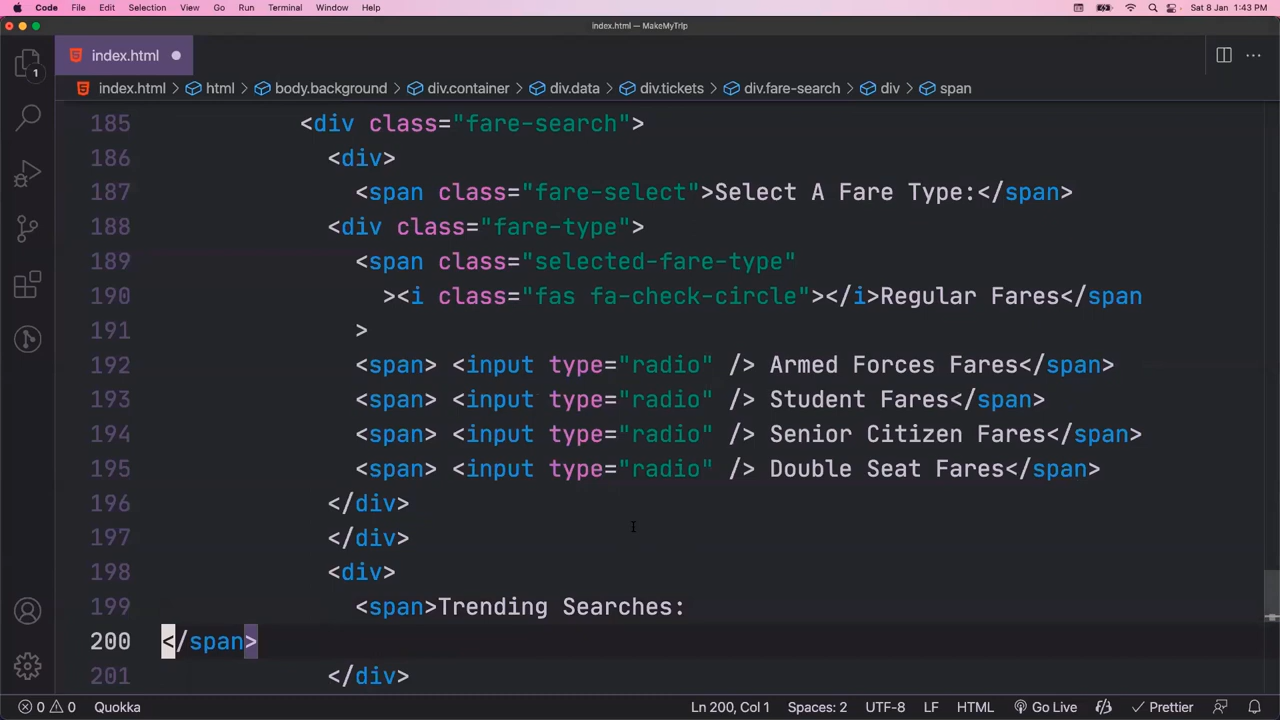 Code File Edit Selection View Go Run Terminal Window Help Sat 8 Jan 1:43 PM
index.html — MakeMyTrip
index.html
index.html > html > body.background > div.container > div.data > div.tickets > div.fare-search > div > span
1
185 <div class="fare-search">
186 <div>
187 <span class="fare-select">Select A Fare Type:</span>
188 <div class="fare-type">
189 <span class="selected-fare-type"
190 ><i class="fas fa-check-circle"></i>Regular Fares</span
191 >
192 <span> <input type="radio" /> Armed Forces Fares</span>
193 <span> <input type="radio" /> Student Fares</span>
194 <span> <input type="radio" /> Senior Citizen Fares</span>
195 <span> <input type="radio" /> Double Seat Fares</span>
196 </div>
197 </div>
198 <div>
199 <span>Trending Searches:
200 </span>
201 </div>
0 0 Quokka Ln 200, Col 1 Spaces: 2 UTF-8 LF HTML Go Live Prettier